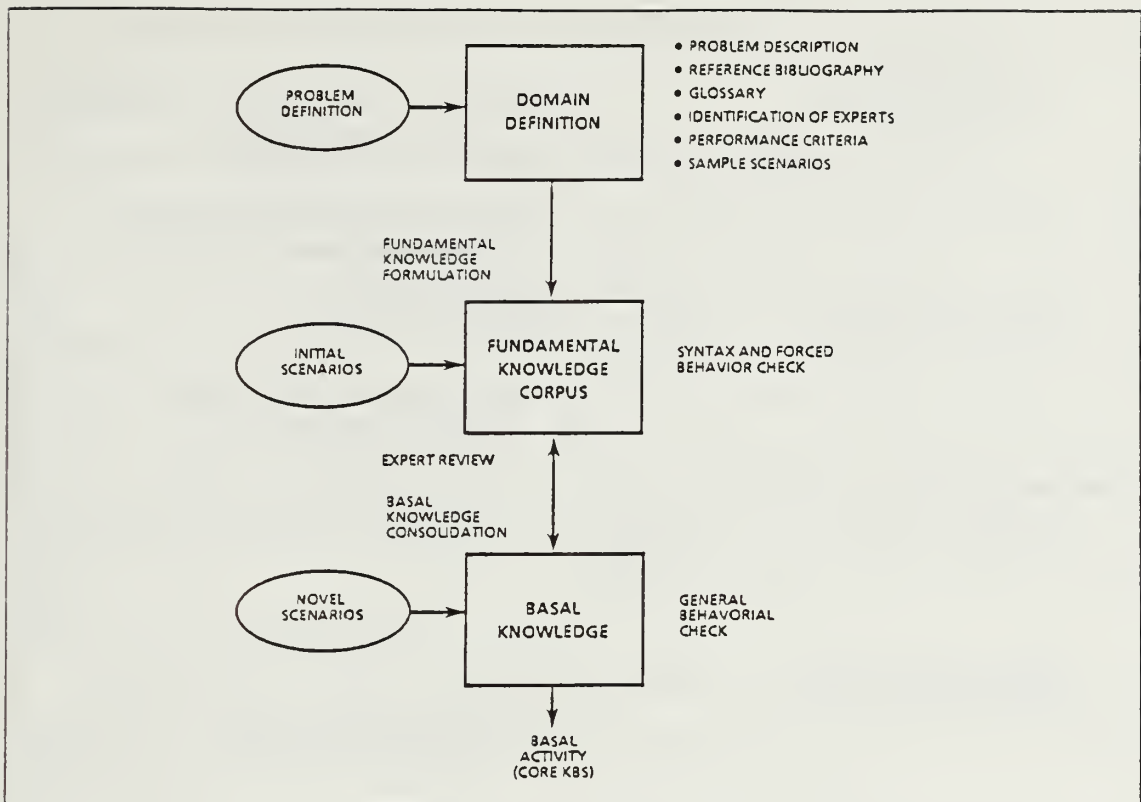 PROBLEM
DEFINITION
DOMAIN
DEFINITION
• PROBLEM DESCRIPTION
• REFERENCE BIBLIOGRAPHY
• GLOSSARY
• IDENTIFICATION OF EXPERTS
• PERFORMANCE CRITERIA
• SAMPLE SCENARIOS
FUNDAMENTAL
KNOWLEDGE
FORMULATION
INITIAL
SCENARIOS
FUNDAMENTAL
KNOWLEDGE
CORPUS
SYNTAX AND FORCED
BEHAVIOR CHECK
EXPERT REVIEW
BASAL
KNOWLEDGE
CONSOLIDATION
NOVEL
SCENARIOS
BASAL
KNOWLEDGE
GENERAL
BEHAVORIAL
CHECK
BASAL
ACTIVITY
(CORE KBS)